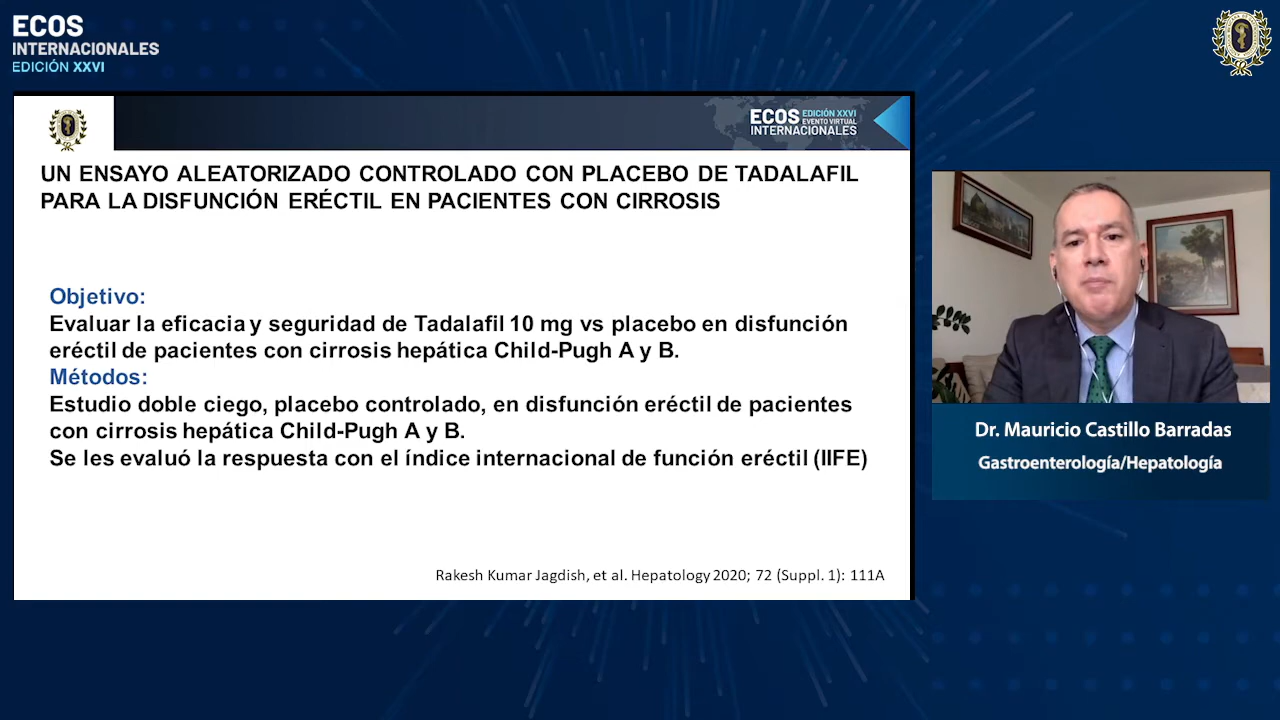 ECOS
INTERNACIONALES
EDICIÓN XXVI
ECOS EDICIÓN XXVI
EVENTO VIRTUAL
INTERNACIONALES
UN ENSAYO ALEATORIZADO CONTROLADO CON PLACEBO DE TADALAFIL
PARA LA DISFUNCIÓN ERÉCTIL EN PACIENTES CON CIRROSIS
Objetivo:
Evaluar la eficacia y seguridad de Tadalafil 10 mg vs placebo en disfunción
eréctil de pacientes con cirrosis hepática Child-Pugh A y B.
Métodos:
Estudio doble ciego, placebo controlado, en disfunción eréctil de pacientes
con cirrosis hepática Child-Pugh A y B.
Se les evaluó la respuesta con el índice internacional de función eréctil (IIFE)
Rakesh Kumar Jagdish, et al. Hepatology 2020; 72 (Suppl. 1): 111A
Dr. Mauricio Castillo Barradas
Gastroenterología/Hepatología